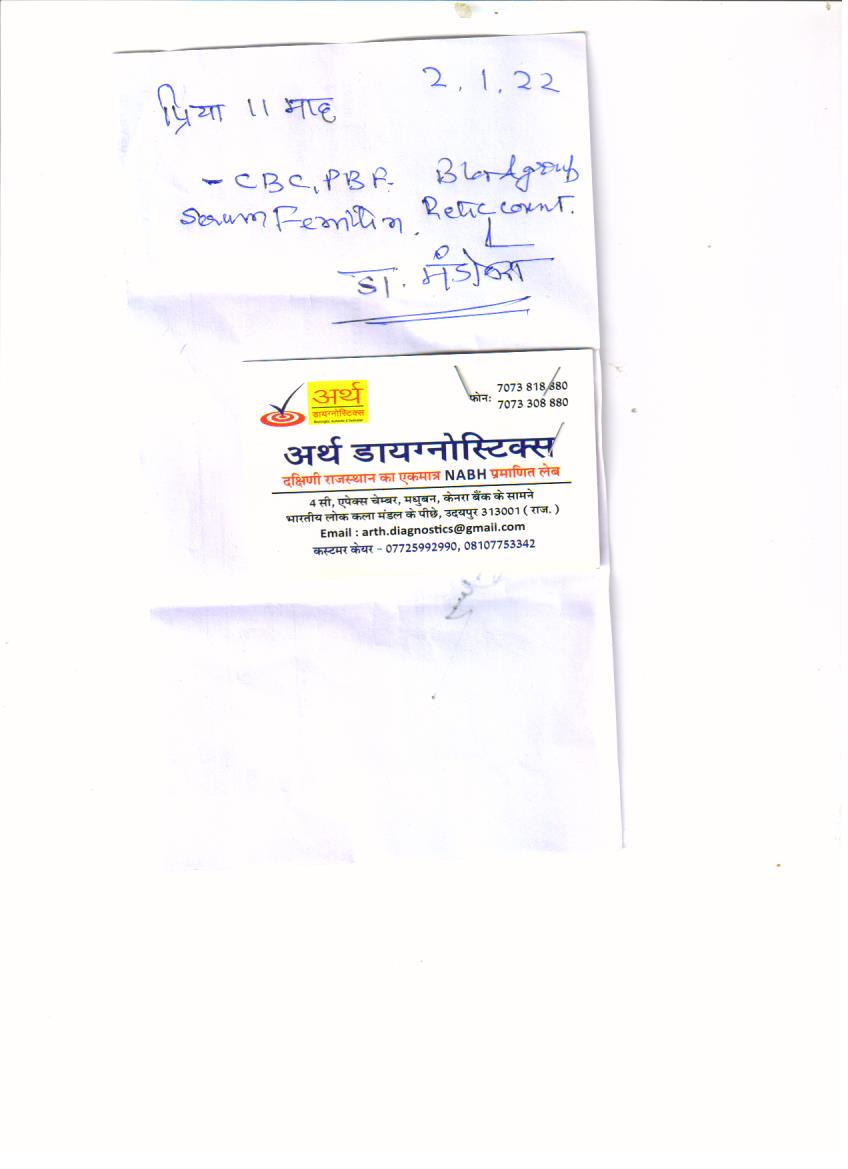 2.1.22
प्रिया 11 माह
- CBC, PBF. Blood group
Serum Ferritin. Retic count.
डा.
अर्थ
डायग्नोस्टिक्स
फोन: 7073 818 880
7073 308 880
अर्थ डायग्नोस्टिक्स
दक्षिणी राजस्थान का एकमात्र NABH प्रमाणित लेब
4 सी, एपेक्स चेम्बर, मधुबन, केनरा बैंक के सामने
भारतीय लोक कला मंडल के पीछे, उदयपुर 313001 ( राज. )
Email : arth.diagnostics@gmail.com
कस्टमर केयर - 07725992990, 08107753342